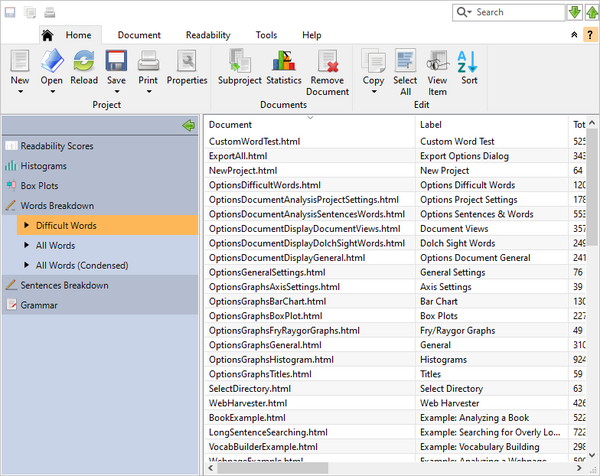 Search
Home Document Readability Tools Help
?
New Open Reload Save Print Properties Subproject Statistics Remove Document Copy Select All View Item Sort
Project Documents Edit
Document Label Tot
Readability Scores
Histograms
Box Plots
Words Breakdown
Difficult Words
All Words
All Words (Condensed)
Sentences Breakdown
Grammar
CustomWordTest.html Custom Word Test 525
ExportAll.html Export Options Dialog 343
NewProject.html New Project 64
OptionsDifficultWords.html Options Difficult Words 120
OptionsDocumentAnalysisProjectSettings.html Options Project Settings 178
OptionsDocumentAnalysisSentencesWords.html Options Sentences & Words 553
OptionsDocumentDisplayDocumentViews.html Document Views 357
OptionsDocumentDisplayDolchSightWords.html Dolch Sight Words 249
OptionsDocumentDisplayGeneral.html Options Document General 241
OptionsGeneralSettings.html General Settings 76
OptionsGraphsAxisSettings.html Axis Settings 39
OptionsGraphsBarChart.html Bar Chart 130
OptionsGraphsBoxPlot.html Box Plots 227
OptionsGraphsFryRaygorGraphs.html Fry/Raygor Graphs 49
OptionsGraphsGeneral.html General 310
OptionsGraphsHistogram.html Histograms 924
OptionsGraphsTitles.html Titles 59
SelectDirectory.html Select Directory 63
WebHarvester.html Web Harvester 426
BookExample.html Example: Analyzing a Book 522
LongSentenceSearching.html Example: Searching for Overly Lo... 722
VocabBuilderExample.html Example: Vocabulary Building 298
WebpageExample.html Example: Analyzing a Webpage